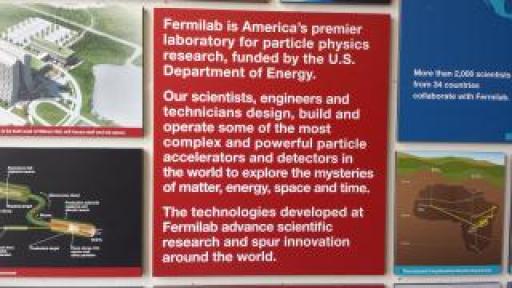 Fermilab is America's premier
laboratory for particle physics
research, funded by the U.S.
Department of Energy.
Our scientists, engineers and
technicians design, build and
operate some of the most
complex and powerful particle
accelerators and detectors in
the world to explore the mysteries
of matter, energy, space and time.
The technologies developed at
Fermilab advance scientific
research and spur innovation
around the world.
More than 2,000 scientists
from 34 countries
collaborate with Fermilab.